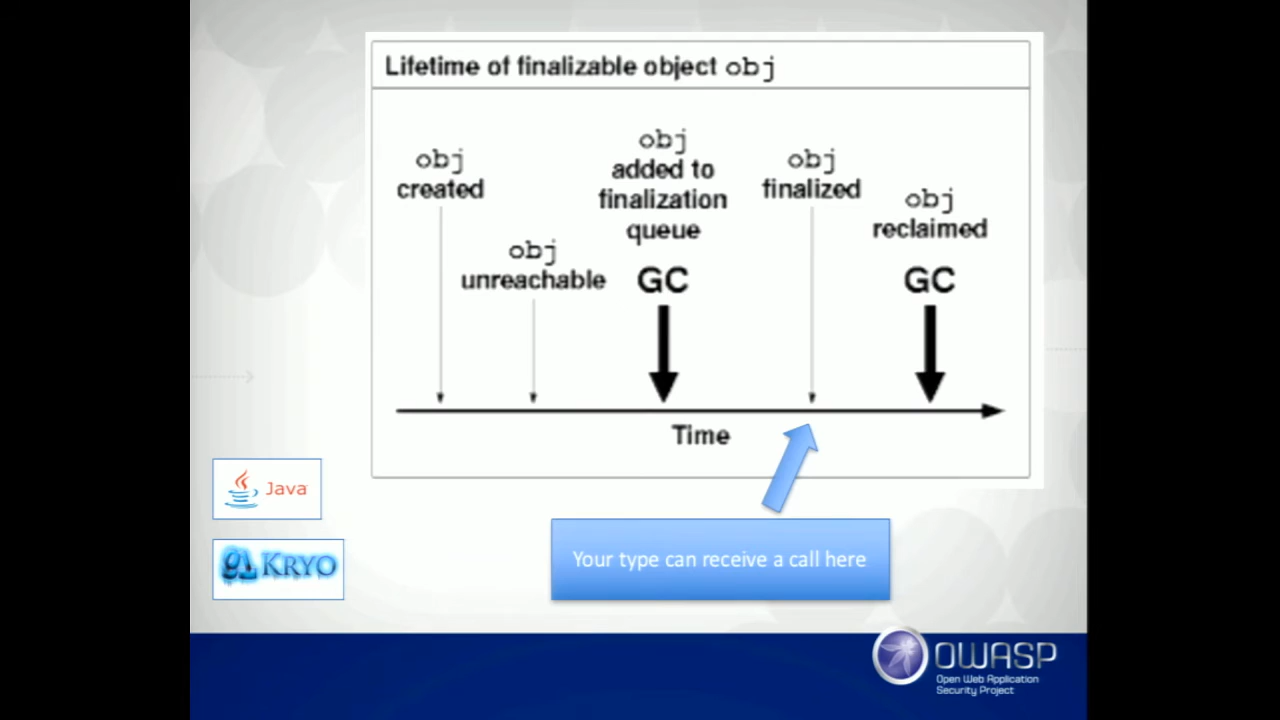 Lifetime of finalizable object obj
obj
created
obj
unreachable
obj
added to
finalization
queue
GC
obj
finalized
obj
reclaimed
GC
Time
Java
KRYO
Your type can receive a call here
OWASP
Open Web Application
Security Project